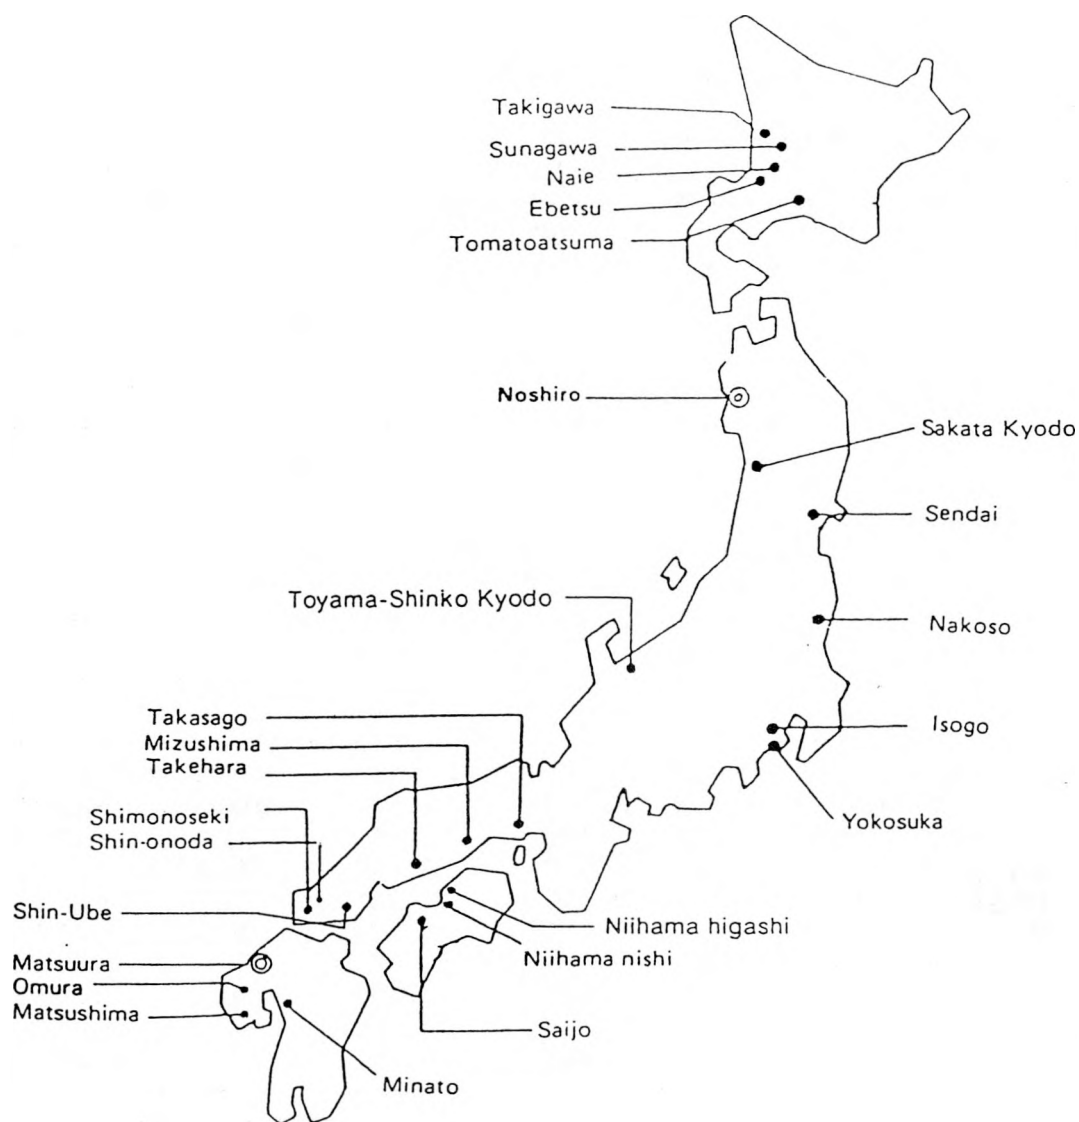 Takigawa
Sunagawa
Naie
Ebetsu
Tomatoatsuma
Noshiro
Sakata Kyodo
Sendai
Toyama-Shinko Kyodo
Nakoso
Takasago
Mizushima
Takehara
Isogo
Shimonoseki
Shin-onoda
Yokosuka
Shin-Ube
Niihama higashi
Niihama nishi
Matsuura
Omura
Matsushima
Saijo
Minato